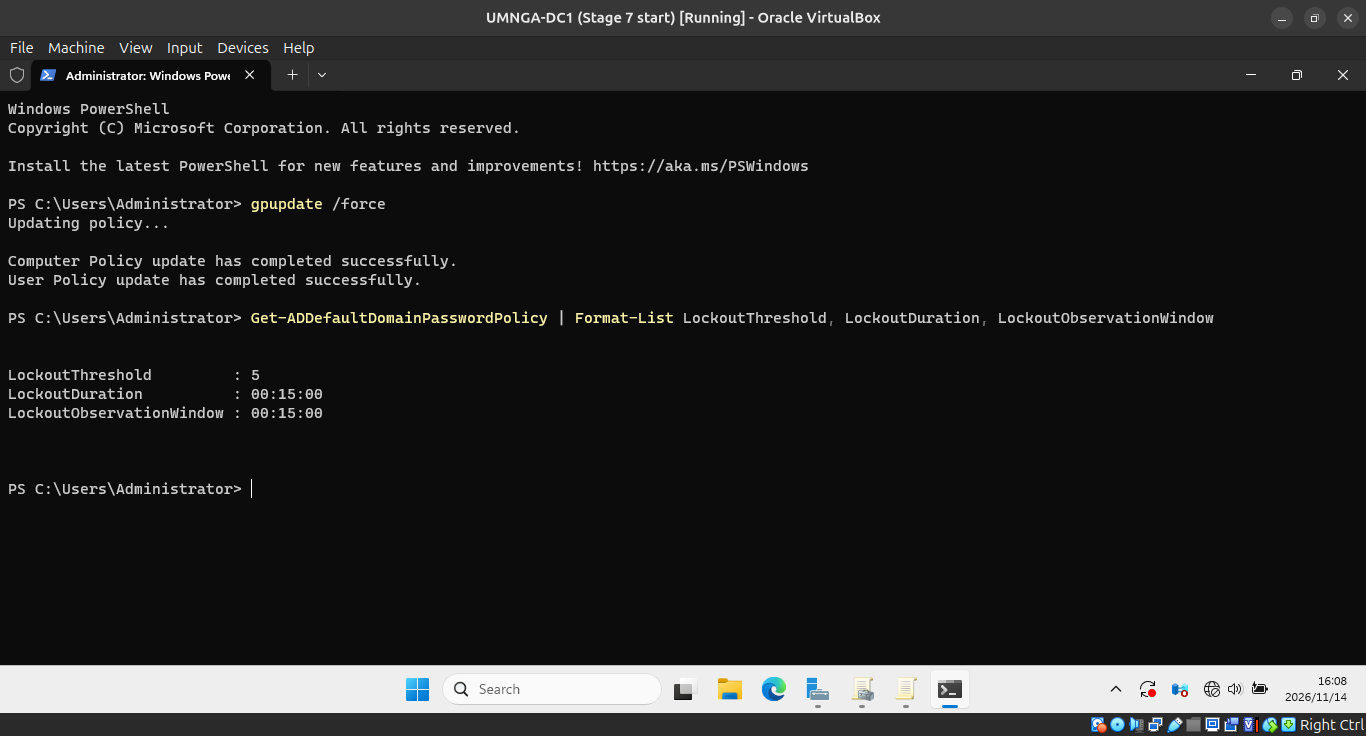 UMNGA-DC1 (Stage 7 start) [Running] - Oracle VirtualBox
File Machine View Input Devices Help
Administrator: Windows Powe
Windows PowerShell
Copyright (C) Microsoft Corporation. All rights reserved.
Install the latest PowerShell for new features and improvements! https://aka.ms/PSWindows
PS C:\Users\Administrator> gpupdate /force
Updating policy...
Computer Policy update has completed successfully.
User Policy update has completed successfully.
PS C:\Users\Administrator> Get-ADDefaultDomainPasswordPolicy | Format-List LockoutThreshold, LockoutDuration, LockoutObservationWindow
LockoutThreshold : 5
LockoutDuration : 00:15:00
LockoutObservationWindow : 00:15:00
PS C:\Users\Administrator>
Search
16:08
2026/11/14
Right Ctrl